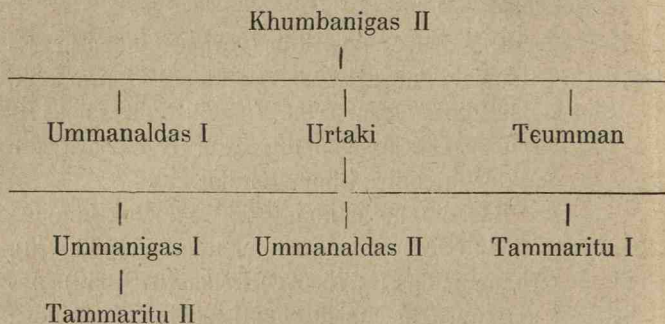 Khumbanigas II
Ummanaldas I Urtaki Teumman
Ummanigas I Ummanaldas II Tammaritu I
Tammaritu II